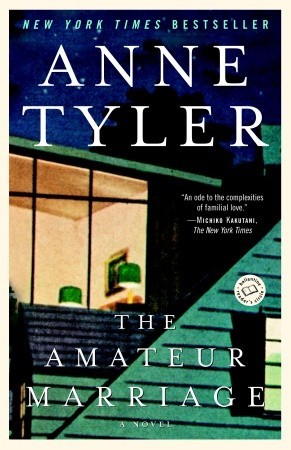 NEW YORK TIMES BESTSELLER
ANNE
TYLER
"An ode to the complexities
of familial love."
—MICHIKO KAKUTANI,
The New York Times
ballantine
reader's circle
THE
AMATEUR
MARRIAGE
A NOVEL